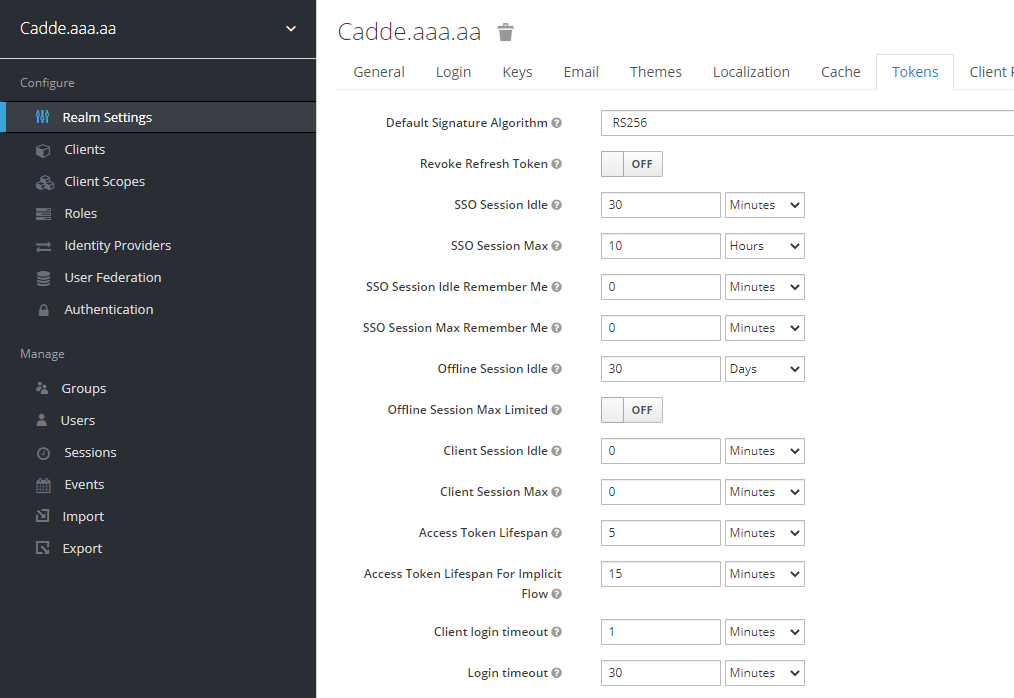 Cadde.aaa.aa
Configure
Realm Settings
Clients
Client Scopes
Roles
Identity Providers
User Federation
Authentication
Manage
Groups
Users
Sessions
Events
Import
Export
Cadde.aaa.aa
General Login Keys Email Themes Localization Cache Tokens Client
Default Signature Algorithm RS256
Revoke Refresh Token OFF
SSO Session Idle 30 Minutes
SSO Session Max 10 Hours
SSO Session Idle Remember Me 0 Minutes
SSO Session Max Remember Me 0 Minutes
Offline Session Idle 30 Days
Offline Session Max Limited OFF
Client Session Idle 0 Minutes
Client Session Max 0 Minutes
Access Token Lifespan 5 Minutes
Access Token Lifespan For Implicit
Flow 15 Minutes
Client login timeout 1 Minutes
Login timeout 30 Minutes